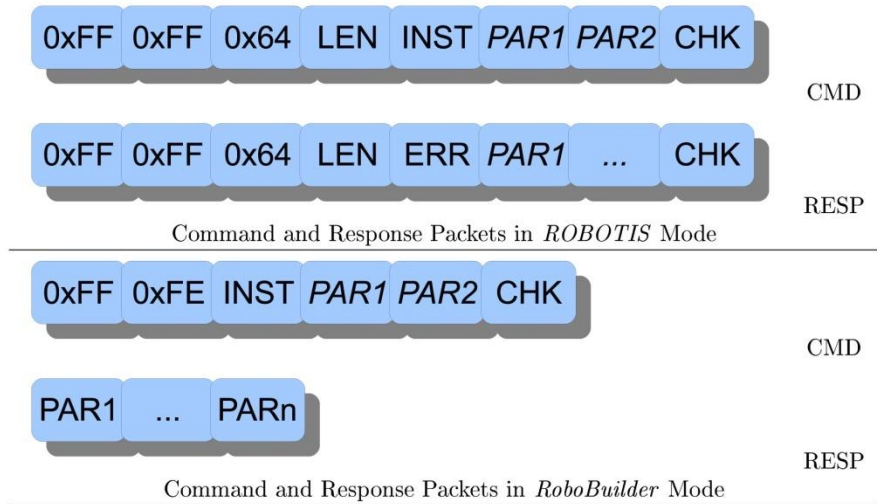 0xFF 0xFF 0x64 LEN INST PAR1 PAR2 CHK
CMD
0xFF 0xFF 0x64 LEN ERR PAR1 ... CHK
RESP
Command and Response Packets in ROBOTIS Mode
0xFF 0xFE INST PAR1 PAR2 CHK
CMD
PAR1 ... PARn
RESP
Command and Response Packets in RoboBuilder Mode